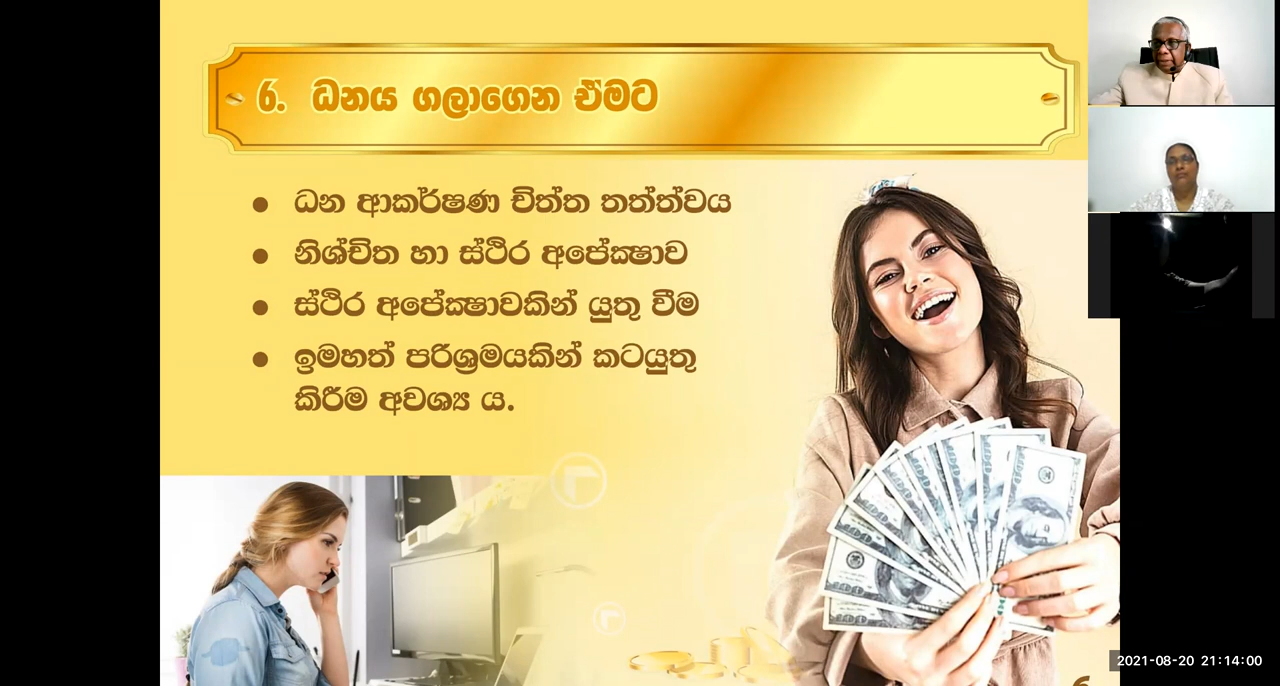 6. ධනය ගලාගෙන ඒමට
● ධන ආකර්ෂණ චිත්ත තත්ත්වය
● නිශ්චිත හා ස්ථිර අපේක්‍ෂාව
● ස්ථිර අපේක්‍ෂාවකින් යුතු වීම
● ඉමහත් පරිශ්‍රමයකින් කටයුතු
කිරීම අවශ්‍ය ය.
2021-08-20 21:14:00